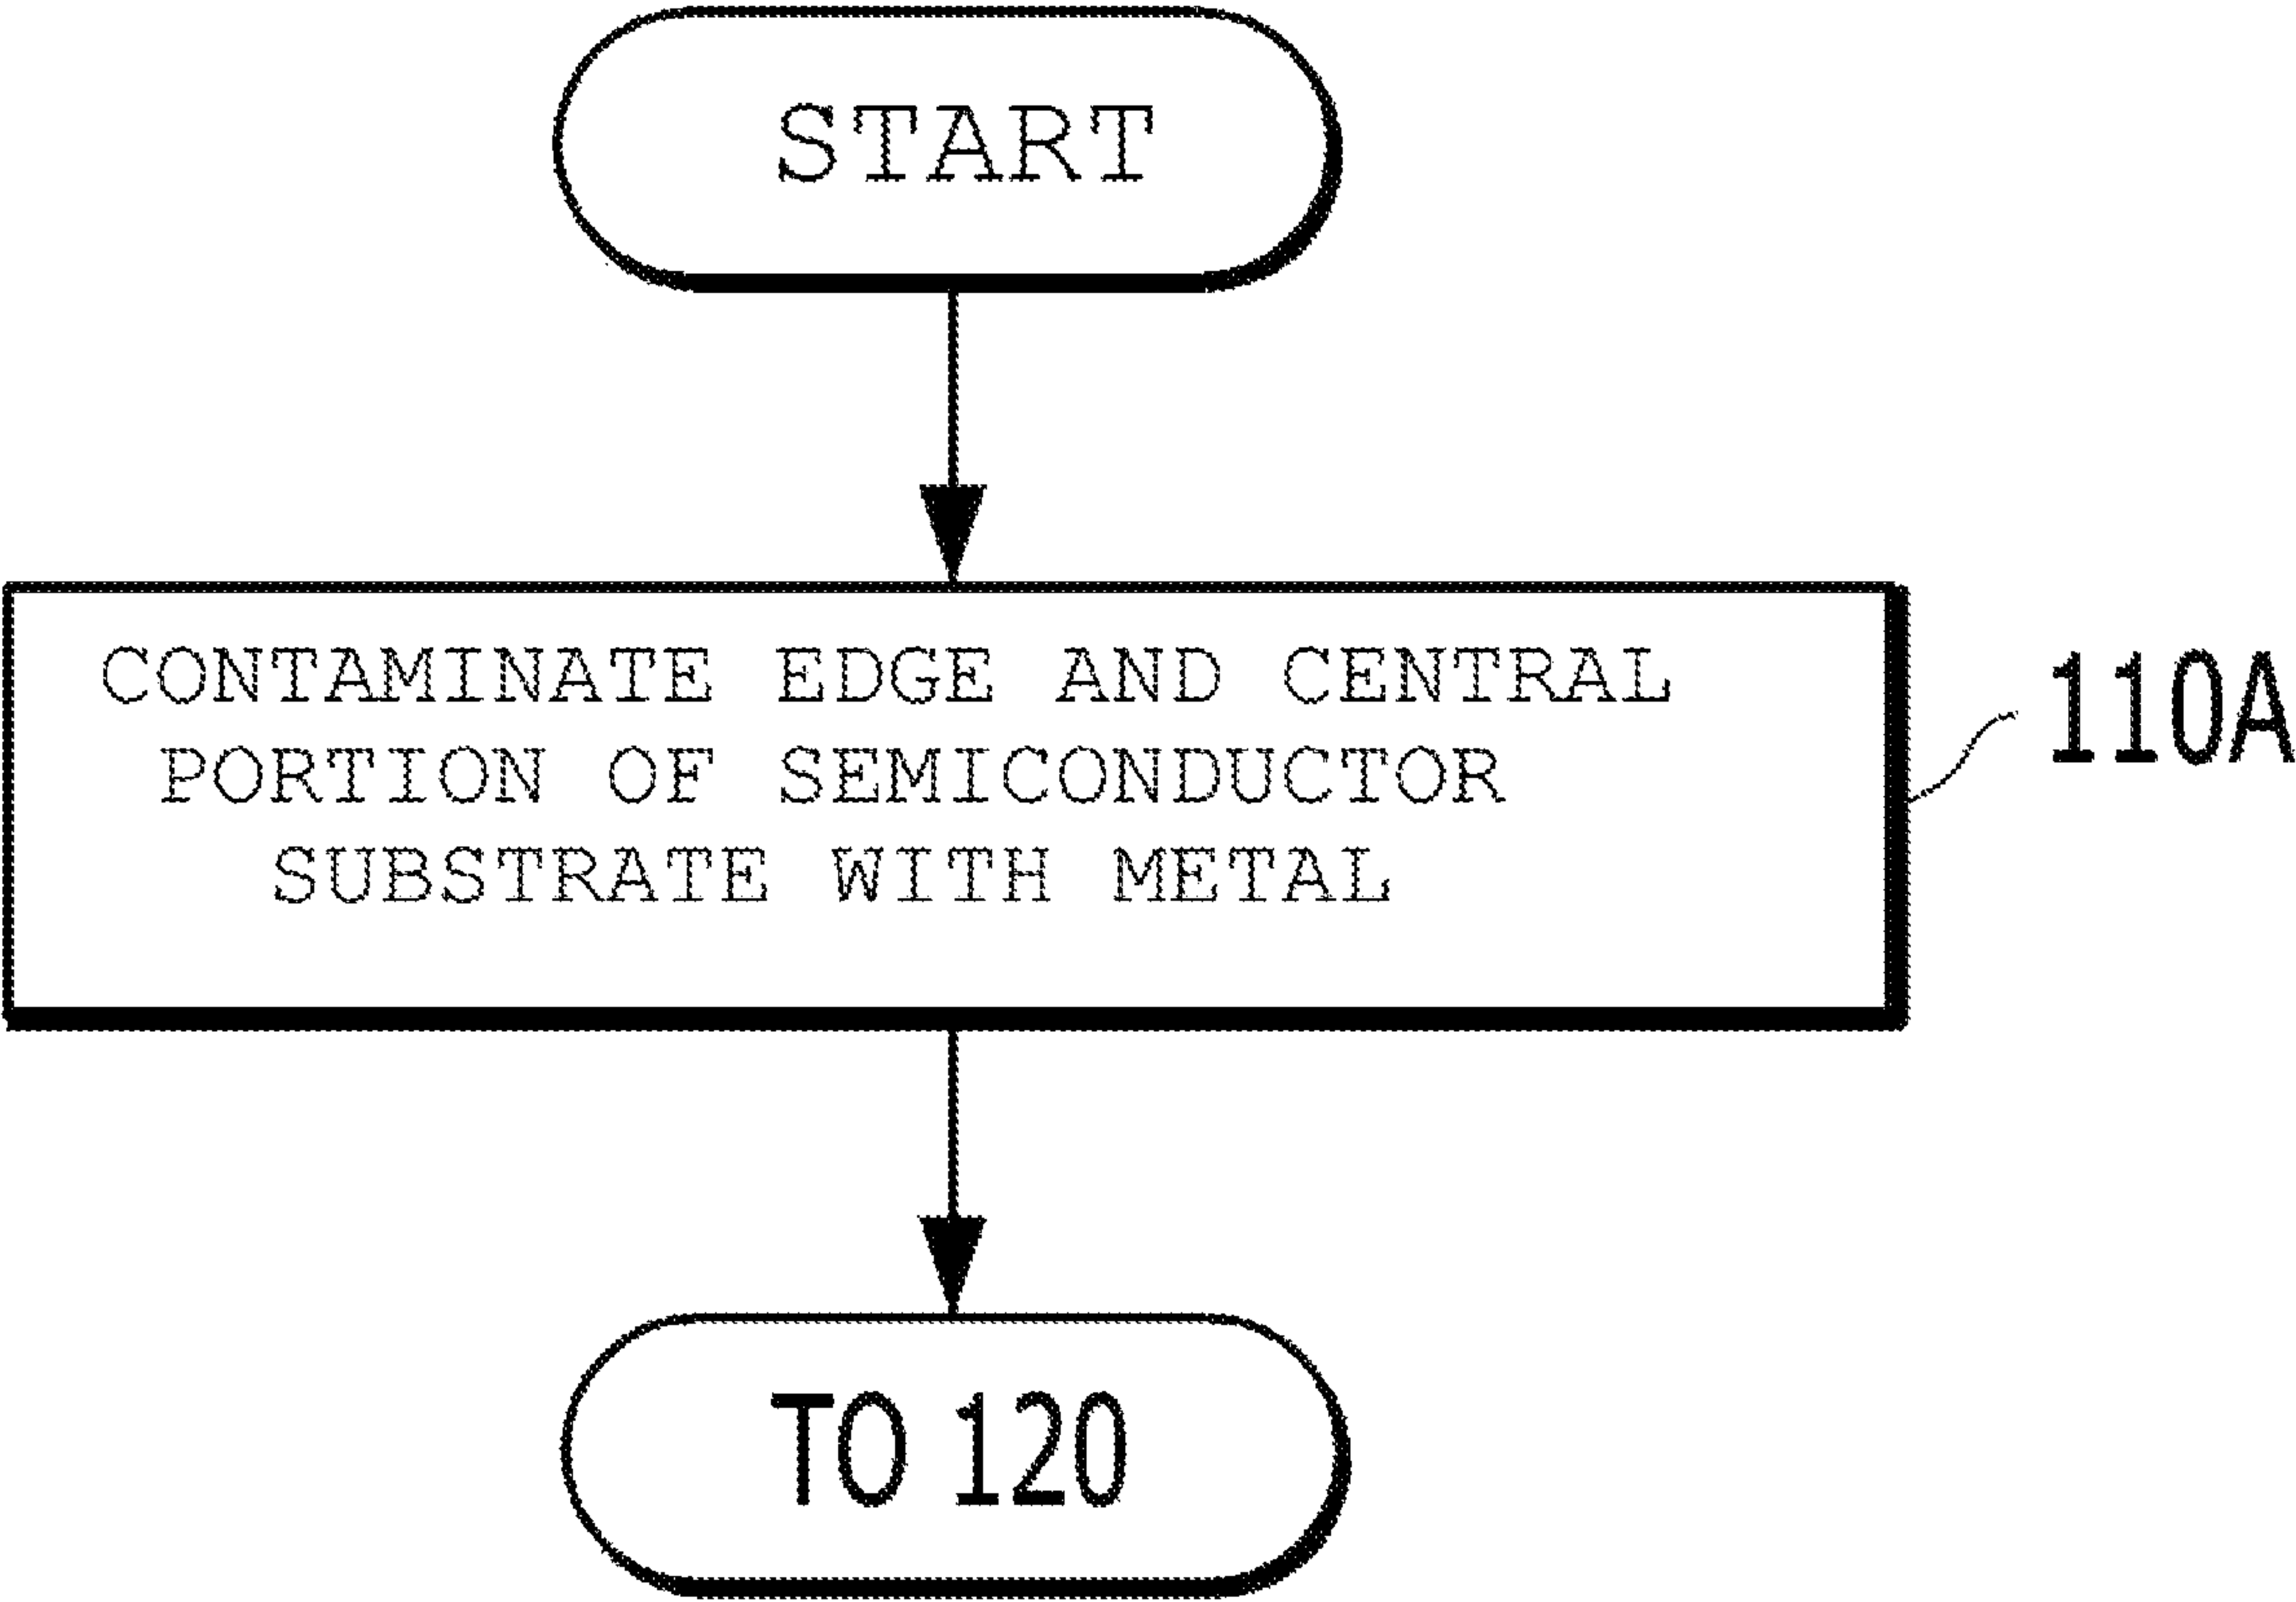 START
CONTAMINATE EDGE AND CENTRAL
PORTION OF SEMICONDUCTOR
SUBSTRATE WITH METAL
110A
TO 120